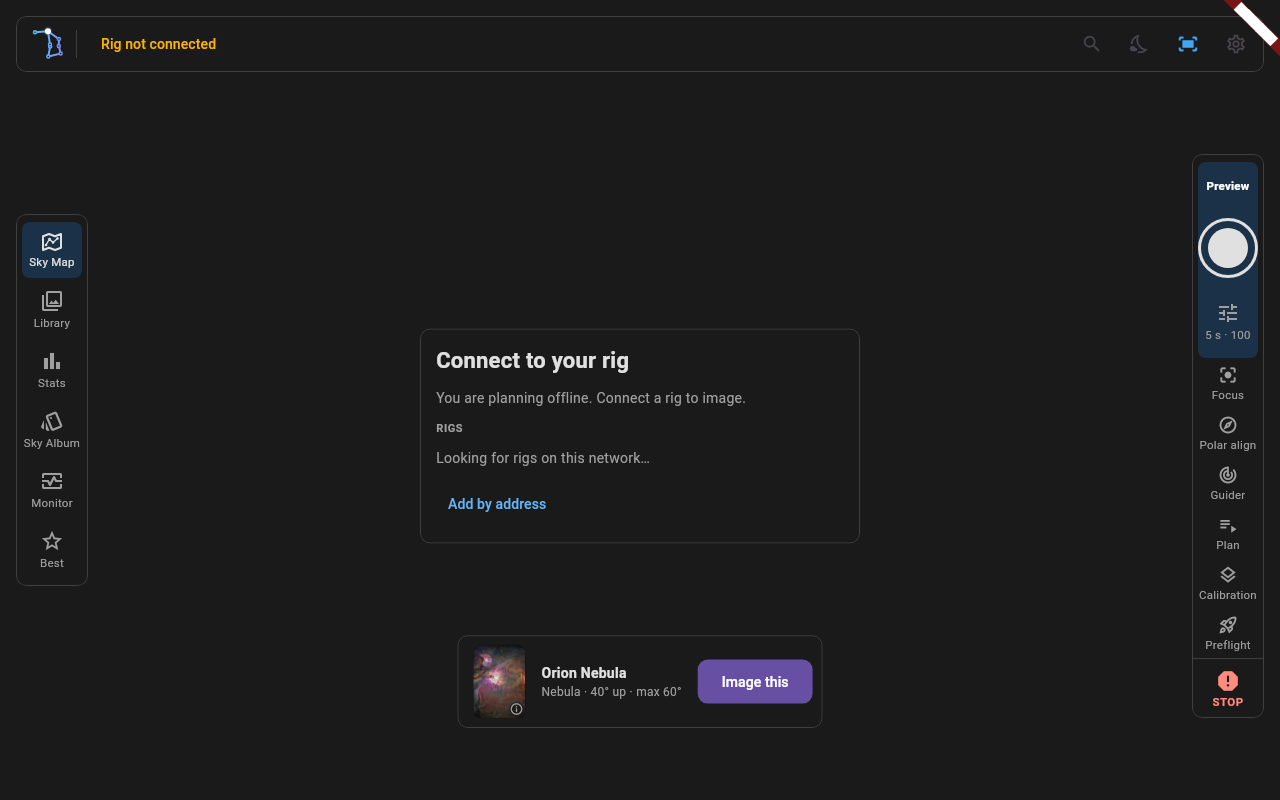 Rig not connected
Sky Map
Library
Stats
Sky Album
Monitor
Best
Connect to your rig
You are planning offline. Connect a rig to image.
RIGS
Looking for rigs on this network…
Add by address
Orion Nebula
Nebula · 40° up · max 60°
Image this
Preview
5 s · 100
Focus
Polar align
Guider
Plan
Calibration
Preflight
STOP